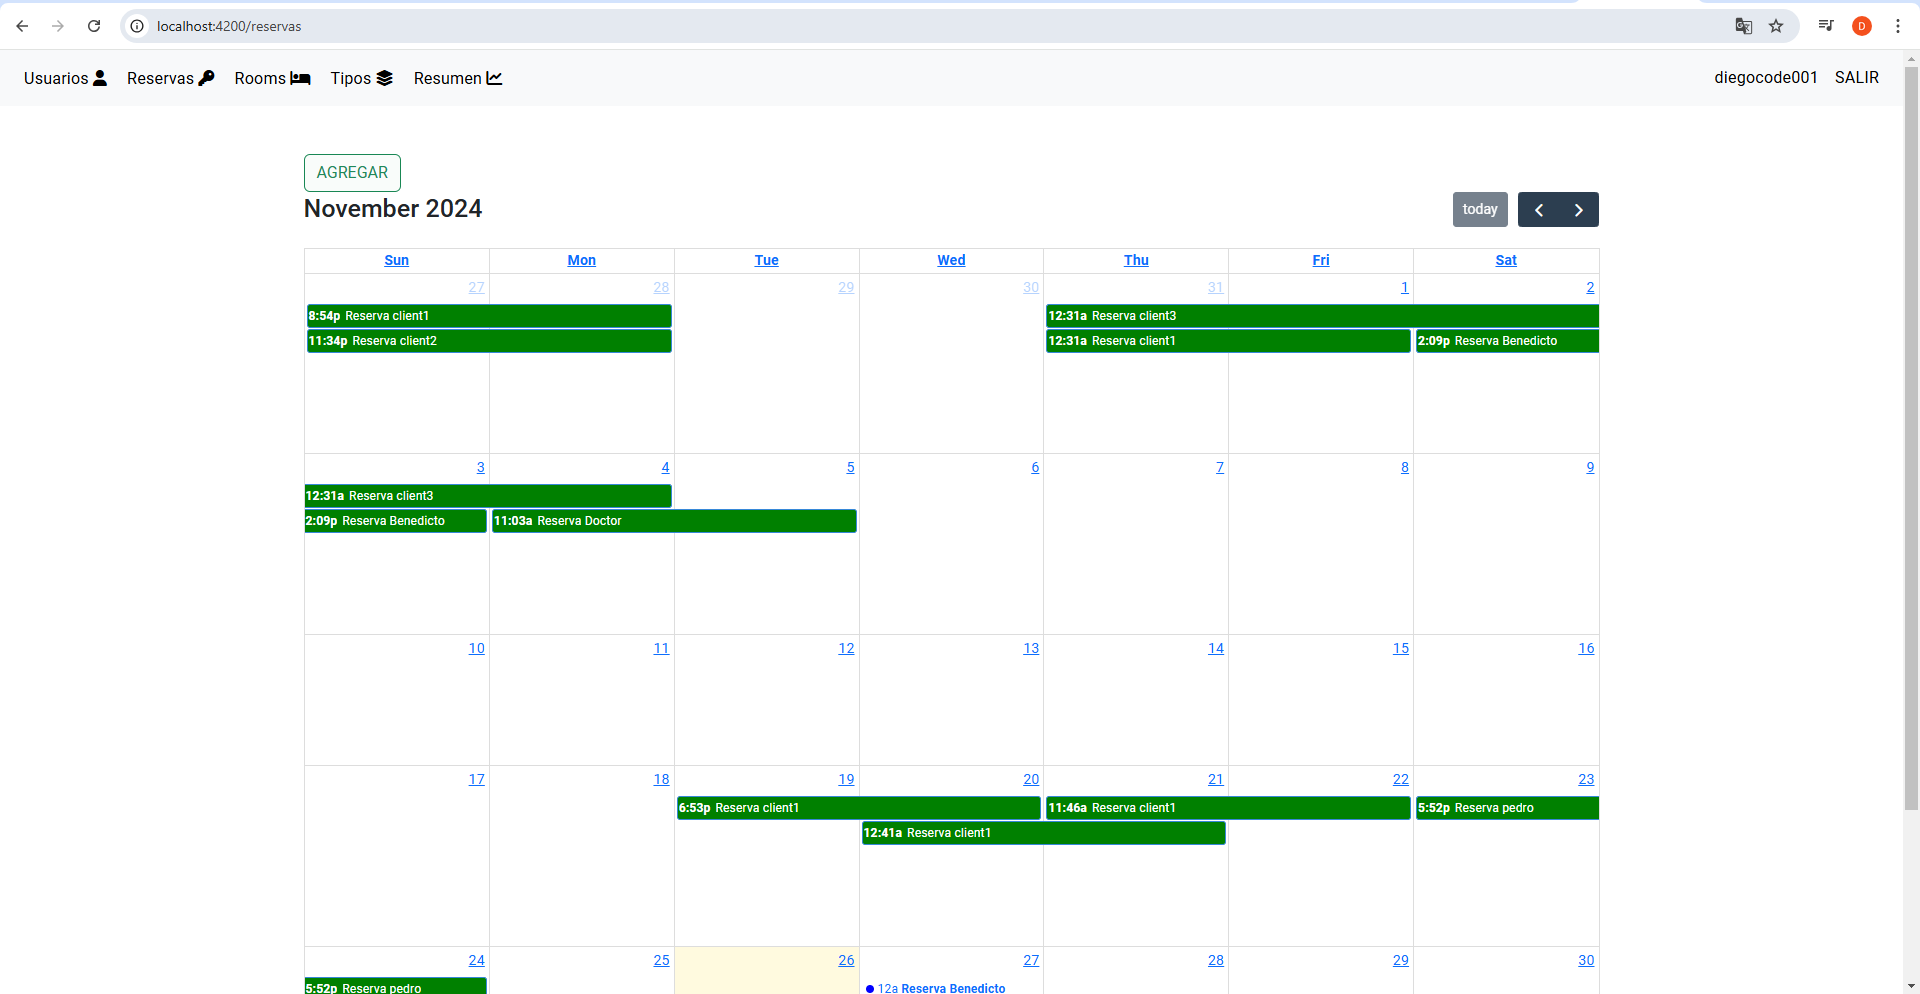 localhost:4200/reservas
D
Usuarios Reservas Rooms Tipos Resumen diegocode001 SALIR
AGREGAR
November 2024 today
Sun Mon Tue Wed Thu Fri Sat
27 28 29 30 31 1 2
8:54p Reserva client1 12:31a Reserva client3
11:34p Reserva client2 12:31a Reserva client1 2:09p Reserva Benedicto
3 4 5 6 7 8 9
12:31a Reserva client3
2:09p Reserva Benedicto 11:03a Reserva Doctor
10 11 12 13 14 15 16
17 18 19 20 21 22 23
6:53p Reserva client1 11:46a Reserva client1 5:52p Reserva pedro
12:41a Reserva client1
24 25 26 27 28 29 30
5:52p Reserva pedro 12a Reserva Benedicto